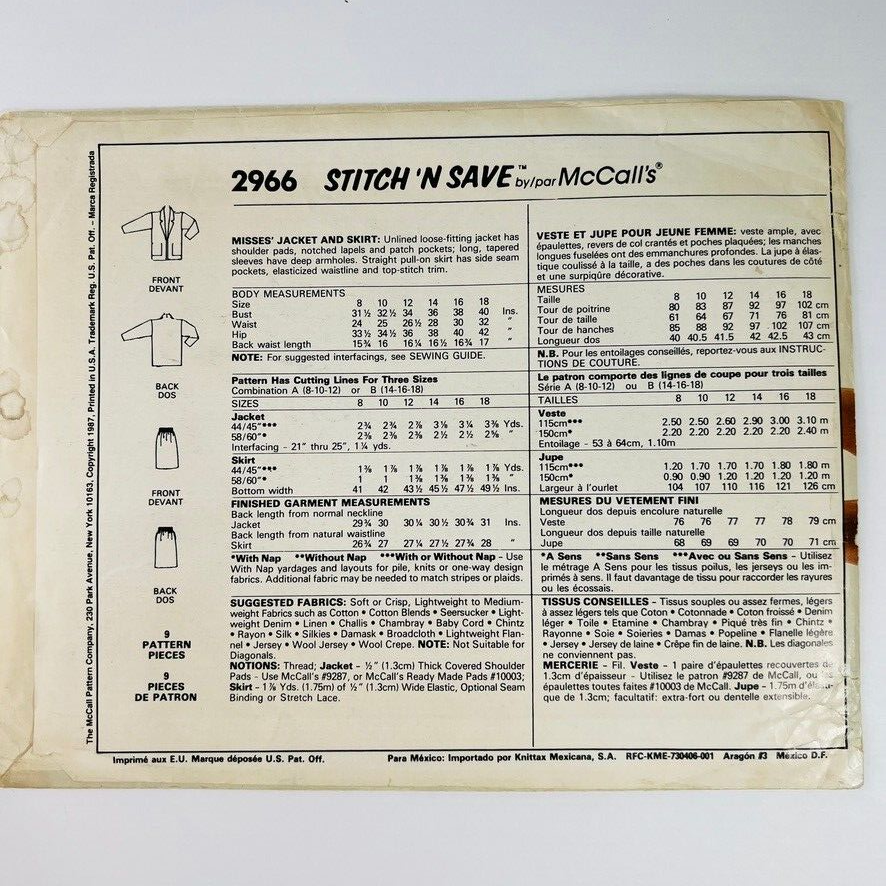 2966 STITCH 'N SAVE™ by/par McCall's®
The McCall Pattern Company, 230 Park Avenue, New York 10163, Copyright 1987, Printed in U.S.A. Trademark Reg. U.S. Pat. Off. – Marca Registrada
FRONT
DEVANT
BACK
DOS
FRONT
DEVANT
BACK
DOS
9
PATTERN
PIECES
9
PIECES
DE PATRON
MISSES' JACKET AND SKIRT: Unlined loose-fitting jacket has
shoulder pads, notched lapels and patch pockets; long, tapered
sleeves have deep armholes. Straight pull-on skirt has side seam
pockets, elasticized waistline and top-stitch trim.
BODY MEASUREMENTS
Size 8 10 12 14 16 18
Bust 31½ 32½ 34 36 38 40 Ins.
Waist 24 25 26½ 28 30 32 "
Hip 33½ 34½ 36 38 40 42 "
Back waist length 15¾ 16 16¼ 16½ 16¾ 17 "
NOTE: For suggested interfacings, see SEWING GUIDE.
Pattern Has Cutting Lines For Three Sizes
Combination A (8-10-12) or B (14-16-18)
SIZES 8 10 12 14 16 18
Jacket
44/45"*** 2¾ 2¾ 2⅞ 3⅛ 3¼ 3⅜ Yds.
58/60"* 2⅜ 2⅜ 2⅜ 2½ 2½ 2⅝ "
Interfacing – 21" thru 25", 1¼ yds.
Skirt
44/45"*** 1⅜ 1⅞ 1⅞ 1⅞ 1⅞ 1⅞ Yds.
58/60"* 1 1 1⅜ 1⅜ 1⅜ 1⅜ "
Bottom width 41 42 43½ 45½ 47½ 49½ Ins.
FINISHED GARMENT MEASUREMENTS
Back length from normal neckline
Jacket 29¾ 30 30¼ 30½ 30¾ 31 Ins.
Back length from natural waistline
Skirt 26¾ 27 27¼ 27½ 27¾ 28 "
*With Nap **Without Nap ***With or Without Nap – Use
With Nap yardages and layouts for pile, knits or one-way design
fabrics. Additional fabric may be needed to match stripes or plaids.
SUGGESTED FABRICS: Soft or Crisp, Lightweight to Medium-
weight Fabrics such as Cotton • Cotton Blends • Seersucker • Light-
weight Denim • Linen • Challis • Chambray • Baby Cord • Chintz
• Rayon • Silk • Silkies • Damask • Broadcloth • Lightweight Flan-
nel • Jersey • Wool Jersey • Wool Crepe. NOTE: Not Suitable for
Diagonals.
NOTIONS: Thread; Jacket – ½" (1.3cm) Thick Covered Shoulder
Pads – Use McCall's #9287, or McCall's Ready Made Pads #10003;
Skirt – 1⅞ Yds. (1.75m) of ½" (1.3cm) Wide Elastic, Optional Seam
Binding or Stretch Lace.
VESTE ET JUPE POUR JEUNE FEMME: veste ample, avec
épaulettes, revers de col crantés et poches plaquées; les manches
longues fuselées ont des emmanchures profondes. La jupe à élas-
tique coulissé à la taille, a des poches dans les coutures de côté
et une surpiqûre décorative.
MESURES
Taille 8 10 12 14 16 18
Tour de poitrine 80 83 87 92 97 102 cm
Tour de taille 61 64 67 71 76 81 cm
Tour de hanches 85 88 92 97 102 107 cm
Longueur dos 40 40.5 41.5 42 42.5 43 cm
N.B. Pour les entoilages conseillés, reportez-vous aux INSTRUC-
TIONS DE COUTURE.
Le patron comporte des lignes de coupe pour trois tailles
Série A (8-10-12) ou B (14-16-18)
TAILLES 8 10 12 14 16 18
Veste
115cm*** 2.50 2.50 2.60 2.90 3.00 3.10 m
150cm* 2.20 2.20 2.20 2.20 2.20 2.40 m
Entoilage – 53 à 64cm, 1.10m
Jupe
115cm*** 1.20 1.70 1.70 1.70 1.80 1.80 m
150cm* 0.90 0.90 1.20 1.20 1.20 1.20 m
Largeur à l'ourlet 104 107 110 116 121 126 cm
MESURES DU VETEMENT FINI
Longueur dos depuis encolure naturelle
Veste 76 76 77 77 78 79 cm
Longueur dos depuis taille naturelle
Jupe 68 69 69 70 70 71 cm
*A Sens **Sans Sens ***Avec ou Sans Sens – Utilisez
le métrage A Sens pour les tissus poilus, les jerseys ou les im-
primés à sens. Il faut davantage de tissu pour raccorder les rayures
ou les écossais.
TISSUS CONSEILLES – Tissus souples ou assez fermes, légers
à assez légers tels que Coton • Cotonnade • Coton froissé • Denim
léger • Toile • Etamine • Chambray • Piqué très fin • Chintz •
Rayonne • Soie • Soieries • Damas • Popeline • Flanelle légère
• Jersey • Jersey de laine • Crêpe fin de laine. N.B. Les diagonales
ne conviennent pas.
MERCERIE – Fil. Veste – 1 paire d'épaulettes recouvertes de
1.3cm d'épaisseur – Utilisez le patron #9287 de McCall, ou
épaulettes toutes faites #10003 de McCall. Jupe – 1.75m
que de 1.3cm; facultatif: extra-fort ou dentelle extensible.
Imprimé aux E.U. Marque déposée U.S. Pat. Off.
Para México: Importado por Knittax Mexicana, S.A. RFC-KME-730406-001 Aragón #3 México D.F.